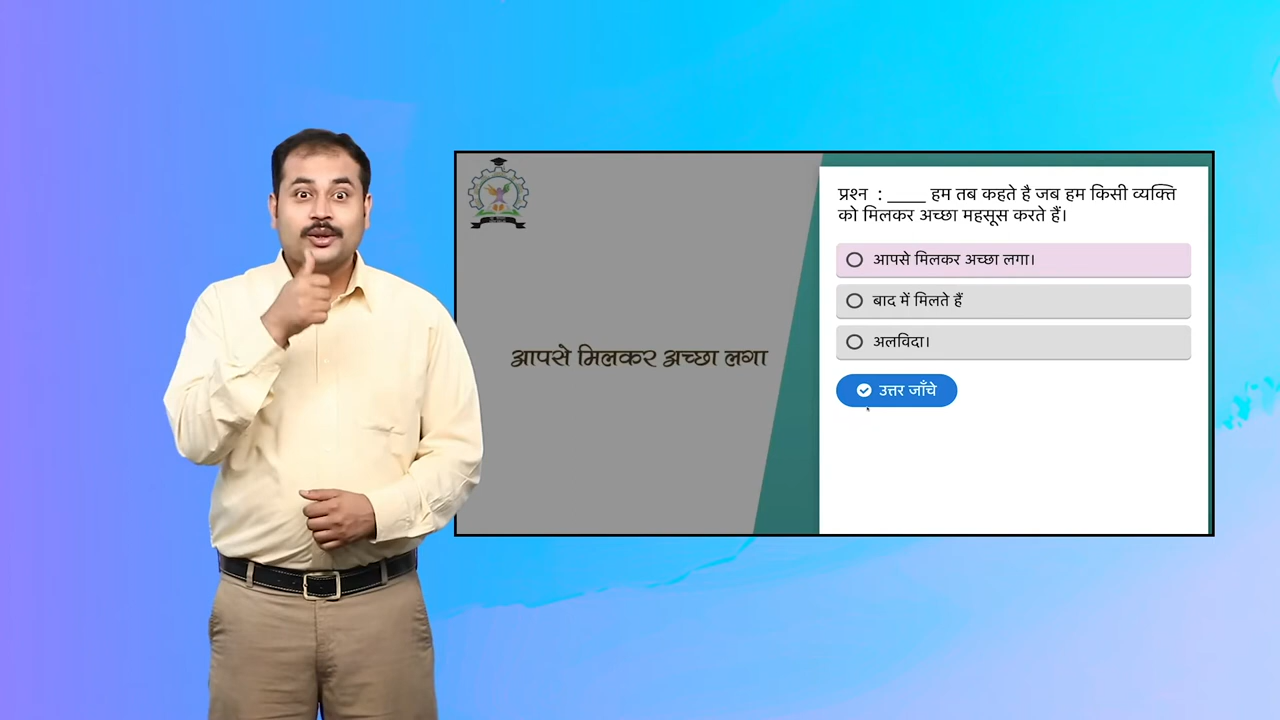 आपसे मिलकर अच्छा लगा
प्रश्न : ____ हम तब कहते है जब हम किसी व्यक्ति
को मिलकर अच्छा महसूस करते हैं।
आपसे मिलकर अच्छा लगा।
बाद में मिलते हैं
अलविदा।
उत्तर जाँचे